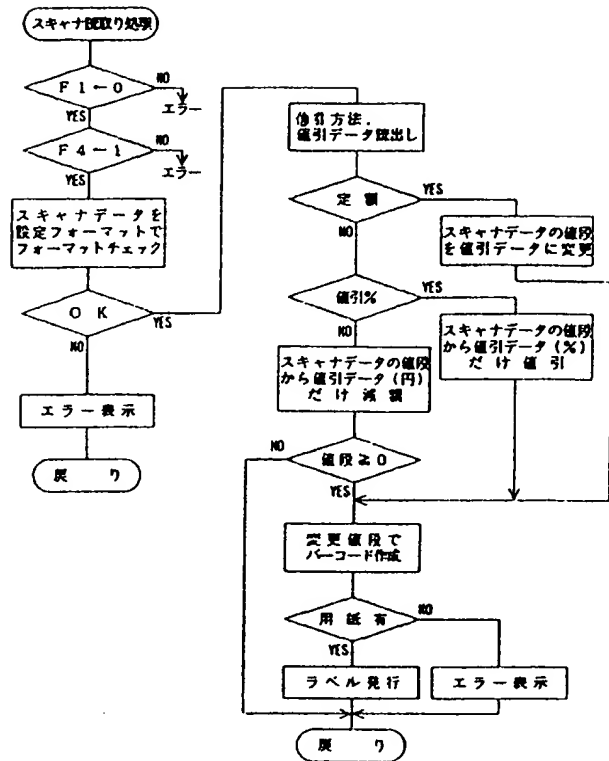 スキャナ読取り処理
F1←0
NO
エラー
YES
F4←1
NO
エラー
YES
スキャナデータを
設定フォーマットで
フォーマットチェック
OK
YES
NO
エラー表示
戻り
値引方法,
値引データ読出し
定額
YES
NO
スキャナデータの値段
を値引データに変更
値引%
YES
NO
スキャナデータの値段
から値引データ(%)
だけ値引
スキャナデータの値段
から値引データ(円)
だけ減額
値段≧0
NO
YES
変更値段で
バーコード作成
用紙有
NO
YES
ラベル発行
エラー表示
戻り